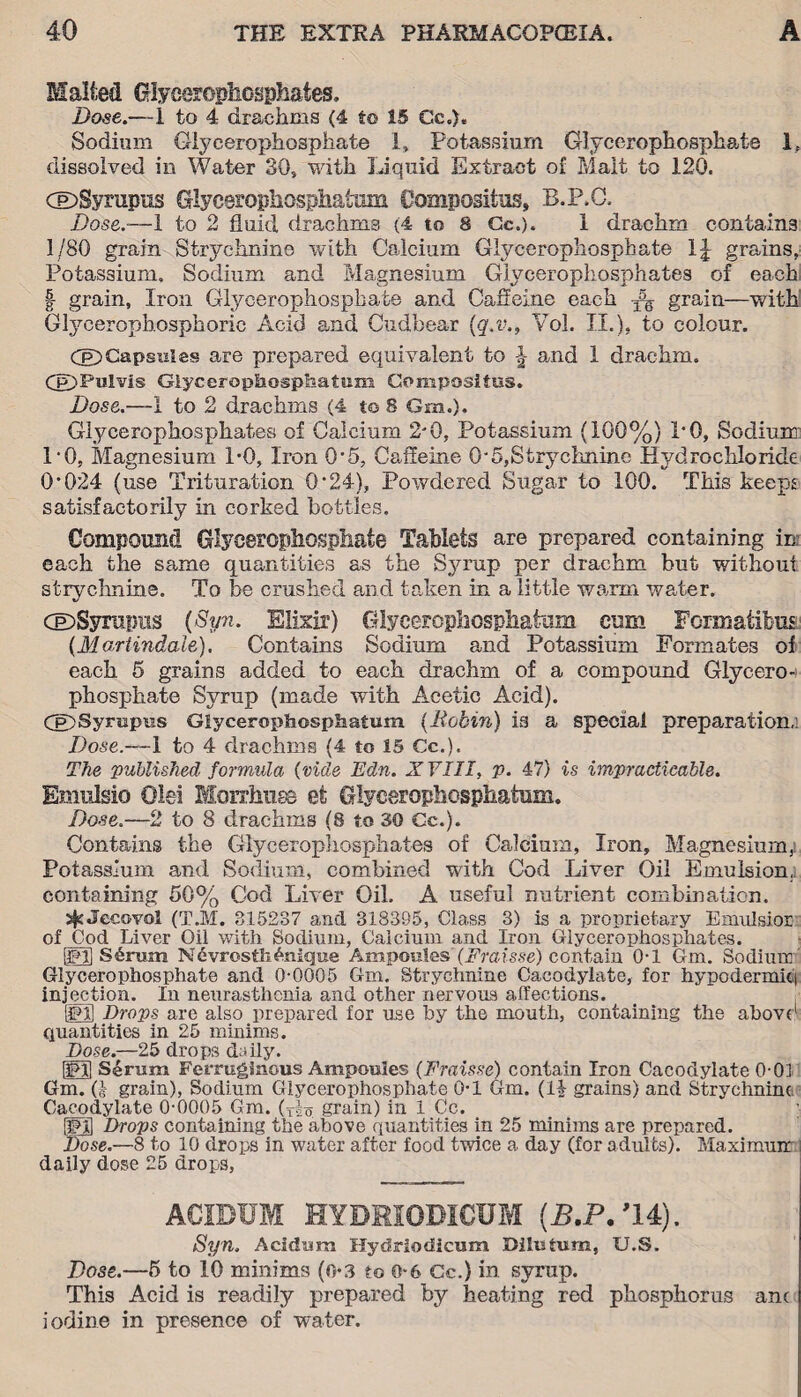 40 THE EXTRA PHARMACOPŒIA. A
Malted Glycerophosphates.
Dose.—1 to 4 drachms (4 to 15 Cc.).
Sodium Glycerophosphate 1, Potassium Glycerophosphate 1,
dissolved in Water 30, with Liquid Extract of Malt to 120.
(P)Syrupus Glycerophosphatum Compositus, B.P.C.
Dose.—1 to 2 fluid drachms (4 to 8 Cc.). 1 drachm contains
1/80 grain Strychnine with Calcium Glycerophosphate 1½ grains,
Potassium, Sodium and Magnesium Glycerophosphates of each
¾ grain, Iron Glycerophosphate and Caffeine each grain—with
Glycerophosphoric Acid and Cudbear (q.v., Vol. II.), to colour.
(P)Capsules are prepared equivalent to ½ and 1 drachm.
(P)Pulvis Glycerophosphatum Compositus.
Dose.—1 to 2 drachms (4 to 8 Gm.).
Glycerophosphates of Calcium 2·0, Potassium (100%) 1·0, Sodium
1·0, Magnesium 1·0, Iron 0·5, Caffeine 0·5,Strychnine Hydrochloride
0·024 (use Trituration 0·24), Powdered Sugar to 100. This keeps
satisfactorily in corked bottles.
Compound Glycerophosphate Tablets are prepared containing in
each the same quantities as the Syrup per drachm but without
strychnine. To be crushed and taken in a little warm water.
(P)Syrupus (Syn. Elixir) Glycerophosphatum cum Formatibus
(Martindale). Contains Sodium and Potassium Formates of
each 5 grains added to each drachm of a compound Glycero-
phosphate Syrup (made with Acetic Acid).
(P)Syrupus Glycerophosphatum (Robin) is a special preparation.
Dose.—1 to 4 drachms (4 to 15 Cc.).
The published formula (vide Edn. XVIII, p. 47) is impracticable.
Emulsio Olei Morrhuæ et Glycerophosphatum.
Dose.—2 to 8 drachms (8 to 30 Cc.).
Contains the Glycerophosphates of Calcium, Iron, Magnesium,
Potassium and Sodium, combined with Cod Liver Oil Emulsion,
containing 50% Cod Liver Oil. A useful nutrient combination.
✻Jecovol (T.M. 315237 and 318395, Class 3) is a proprietary Emulsion
of Cod Liver Oil with Sodium, Calcium and Iron Glycerophosphates.
[P1] Sérum Névrosthénique Ampoules (Fraisse) contain 0·1 Gm. Sodium
Glycerophosphate and 0·0005 Gm. Strychnine Cacodylate, for hypodermic
injection. In neurasthenia and other nervous affections.
[P1] Drops are also prepared for use by the mouth, containing the above
quantities in 25 minims.
Dose.—25 drops daily.
[P1] Sérum Ferrugineus Ampoules (Fraisse) contain Iron Cacodylate 0·01
Gm. (⅙ grain), Sodium Glycerophosphate 0·1 Gm. (1½ grains) and Strychnine
Cacodylate 0·0005 Gm. ( grain) in 1 Cc.
[P1] Drops containing the above quantities in 25 minims are prepared.
Dose.—8 to 10 drops in water after food twice a day (for adults). Maximum
daily dose 25 drops,
ACIDUM HYDRIODICUM (B.P. '14).
Syn. Acidum Hydriodicum Dilutum, U.S.
Dose.—5 to 10 minims (0·3 to 0·6 Cc.) in syrup.
This Acid is readily prepared by heating red phosphorus and
iodine in presence of water.